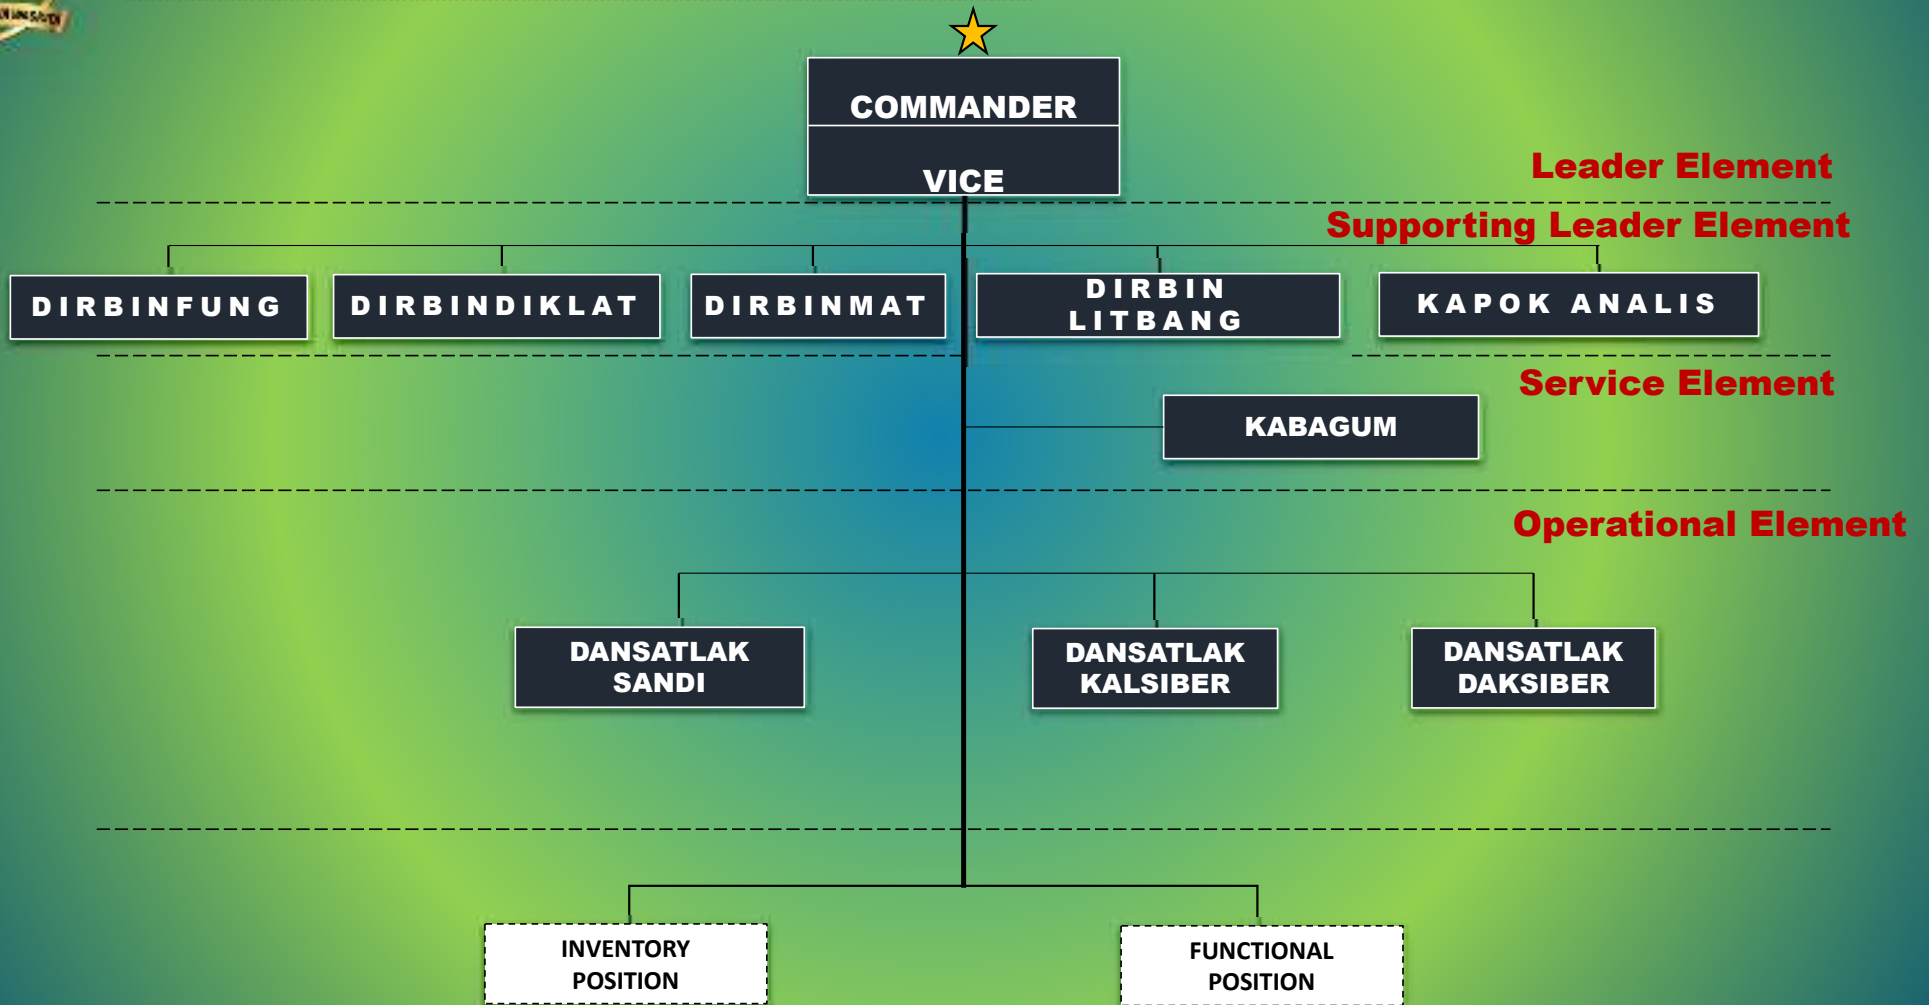 COMMANDER
VICE
Leader Element
Supporting Leader Element
DIRBINFUNG
DIRBINDIKLAT
DIRBINMAT
DIRBIN
LITBANG
KAPOK ANALIS
Service Element
KABAGUM
Operational Element
DANSATLAK
SANDI
DANSATLAK
KALSIBER
DANSATLAK
DAKSIBER
INVENTORY
POSITION
FUNCTIONAL
POSITION